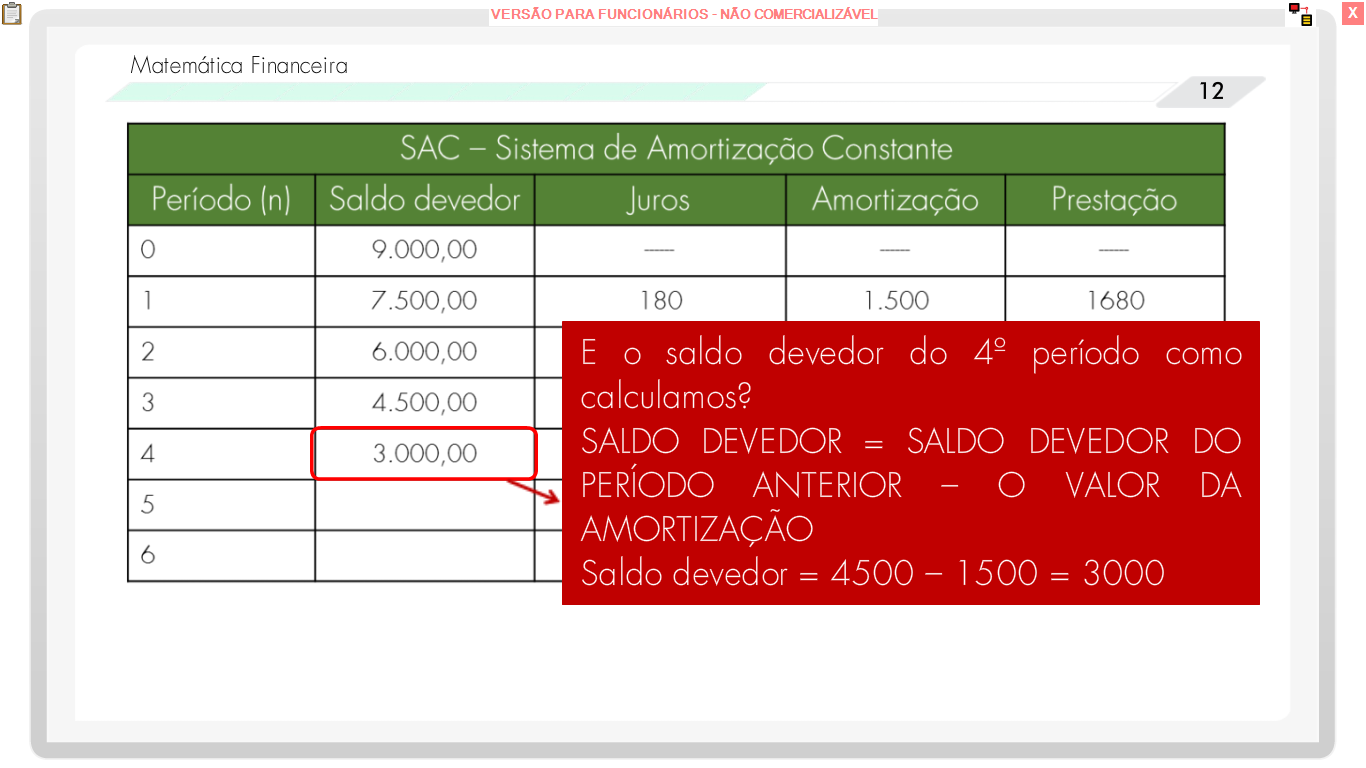 VERSÃO PARA FUNCIONÁRIOS - NÃO COMERCIALIZÁVEL
X
Matemática Financeira
12
SAC – Sistema de Amortização Constante
Período (n) Saldo devedor Juros Amortização Prestação
0 9.000,00 ------ ------ ------
1 7.500,00 180 1.500 1680
2 6.000,00
3 4.500,00
4 3.000,00
5
6
E o saldo devedor do 4º período como
calculamos?
SALDO DEVEDOR = SALDO DEVEDOR DO
PERÍODO ANTERIOR – O VALOR DA
AMORTIZAÇÃO
Saldo devedor = 4500 – 1500 = 3000